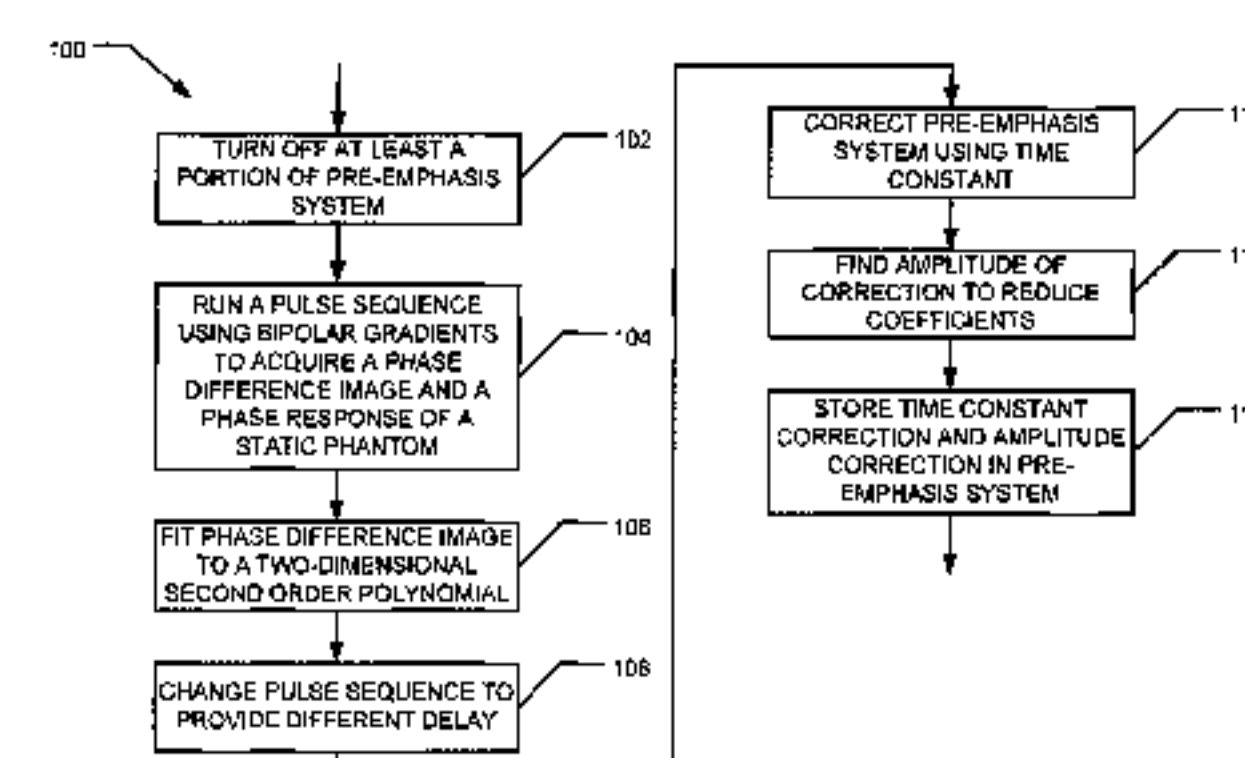 100
TURN OFF AT LEAST A
PORTION OF PRE-EMPHASIS
SYSTEM
102
RUN A PULSE SEQUENCE
USING BIPOLAR GRADIENTS
TO ACQUIRE A PHASE
DIFFERENCE IMAGE AND A
PHASE RESPONSE OF A
STATIC PHANTOM
104
FIT PHASE DIFFERENCE IMAGE
TO A TWO-DIMENSIONAL
SECOND ORDER POLYNOMIAL
106
CHANGE PULSE SEQUENCE TO
PROVIDE DIFFERENT DELAY
CORRECT PRE-EMPHASIS
SYSTEM USING TIME
CONSTANT
FIND AMPLITUDE OF
CORRECTION TO REDUCE
COEFFICIENTS
STORE TIME CONSTANT
CORRECTION AND AMPLITUDE
CORRECTION IN PRE-
EMPHASIS SYSTEM